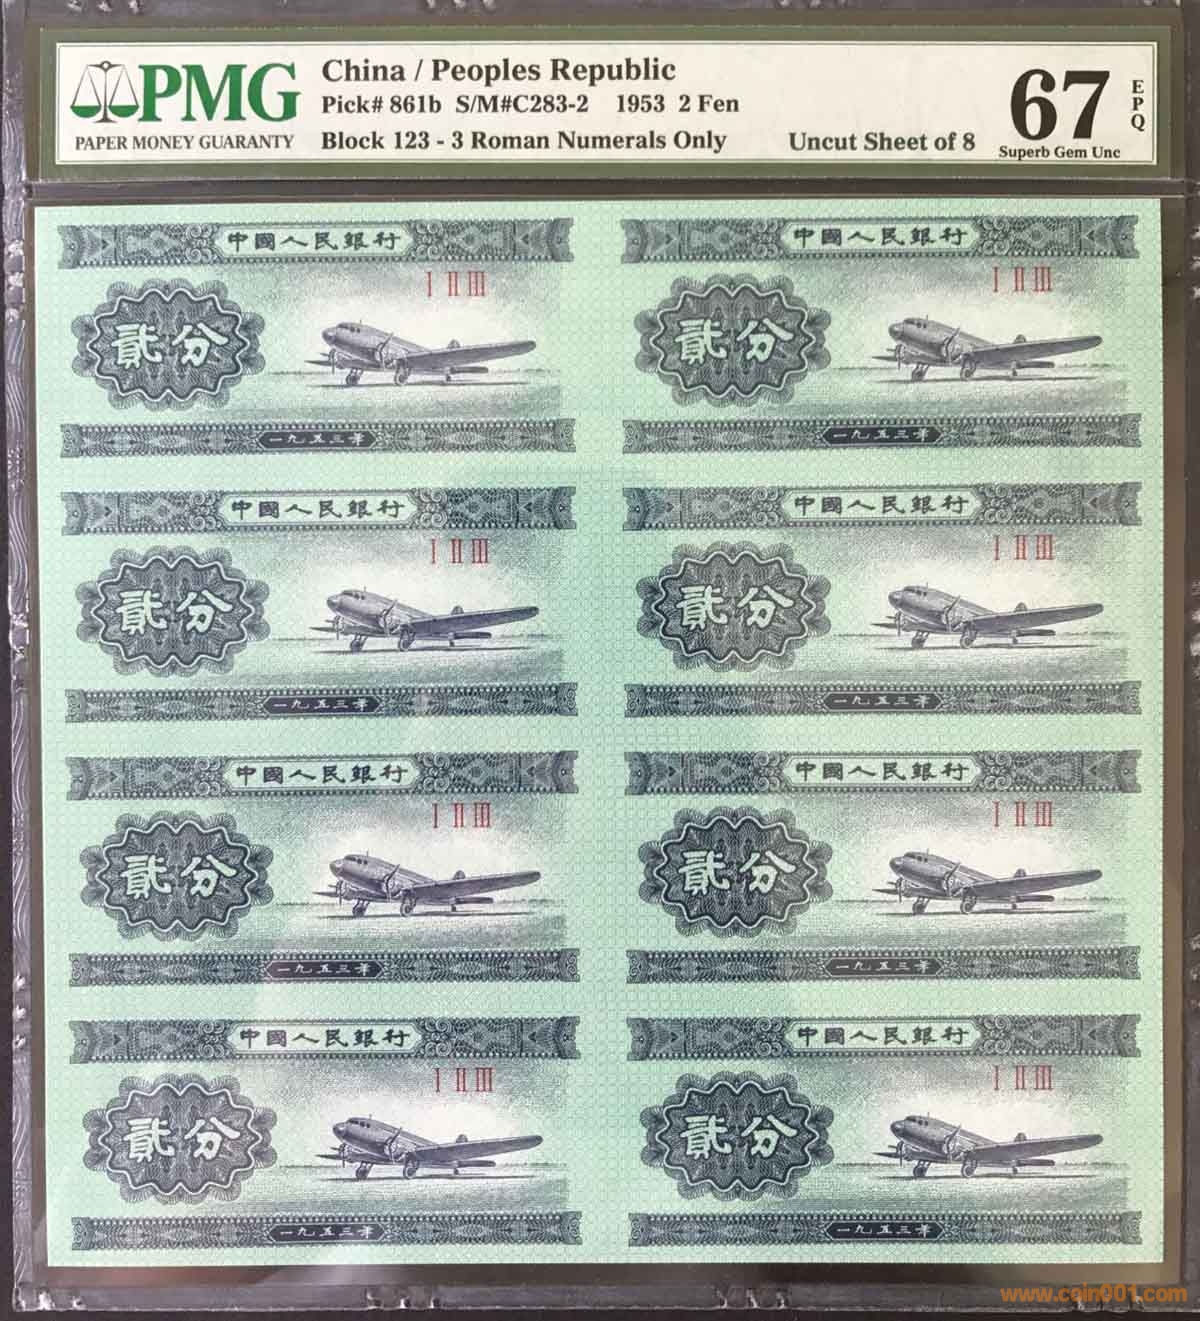 PMG
PAPER MONEY GUARANTY
China / Peoples Republic
Pick# 861b S/M#C283-2 1953 2 Fen
Block 123 - 3 Roman Numerals Only
Uncut Sheet of 8
67
EPQ
Superb Gem Unc
中國人民銀行
I II III
貳分
一九五三年
中國人民銀行
I II III
貳分
一九五三年
中國人民銀行
I II III
貳分
一九五三年
中國人民銀行
I II III
貳分
一九五三年
中國人民銀行
I II III
貳分
一九五三年
中國人民銀行
I II III
貳分
一九五三年
中國人民銀行
I II III
貳分
一九五三年
中國人民銀行
I II III
貳分
一九五三年
www.coin001.com